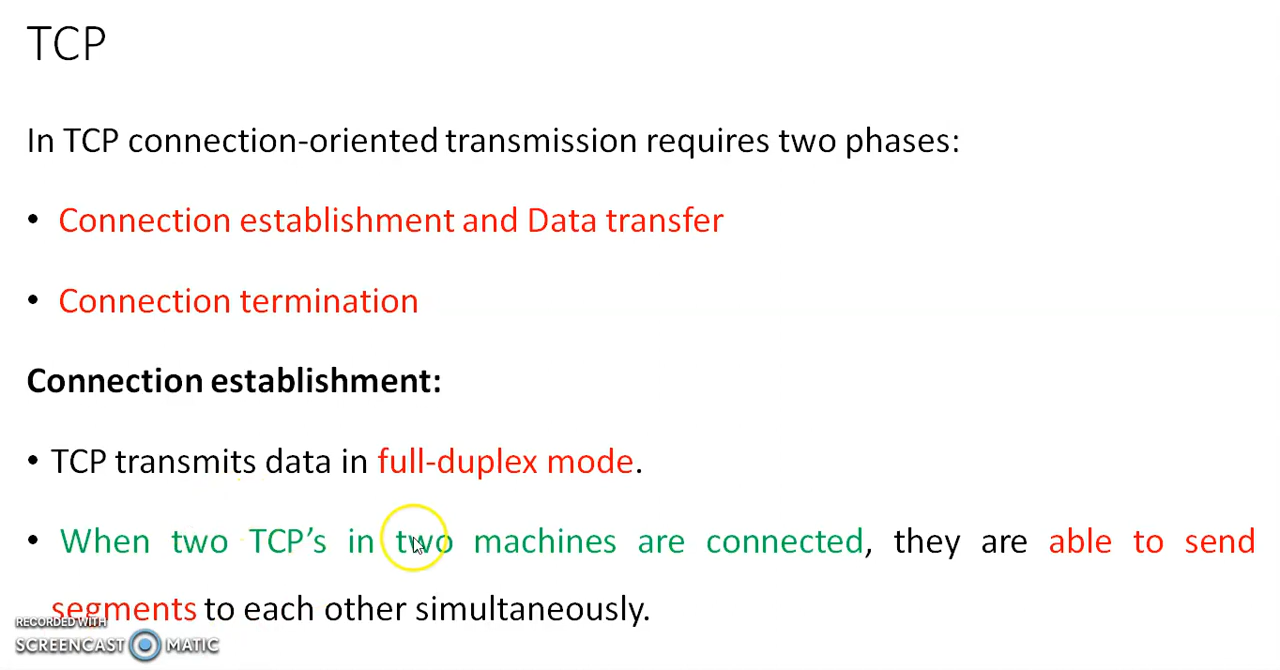 TCP
In TCP connection-oriented transmission requires two phases:
• Connection establishment and Data transfer
• Connection termination
Connection establishment:
• TCP transmits data in full-duplex mode.
• When two TCP’s in two machines are connected, they are able to send
segments to each other simultaneously.
RECORDED WITH
SCREENCAST MATIC